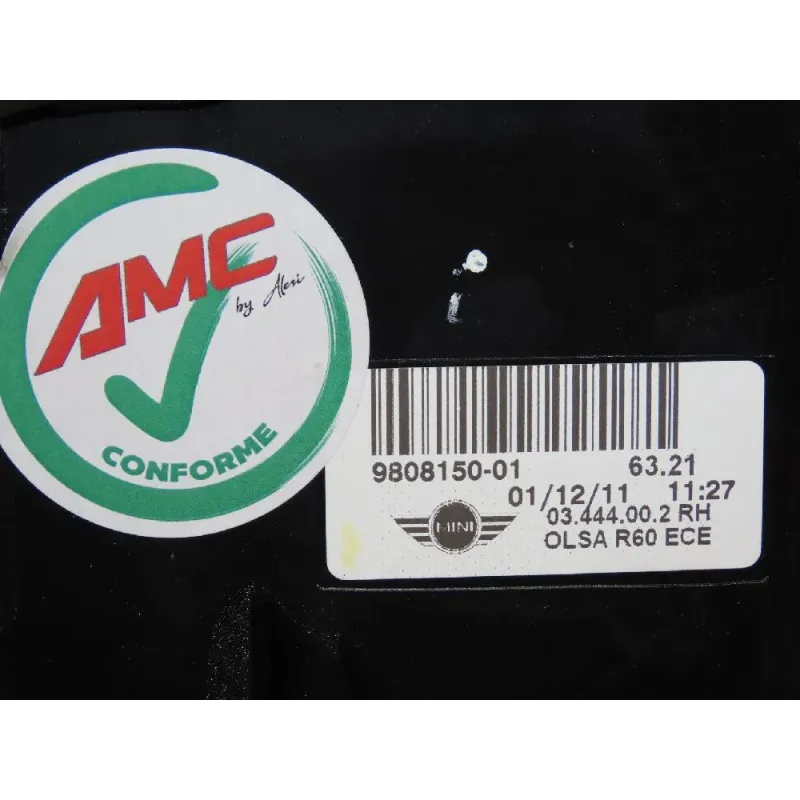 AMC
by Alesi
CONFORME
9808150-01 63.21
01/12/11 11:27
03.444.00.2 RH
MINI
OLSA R60 ECE